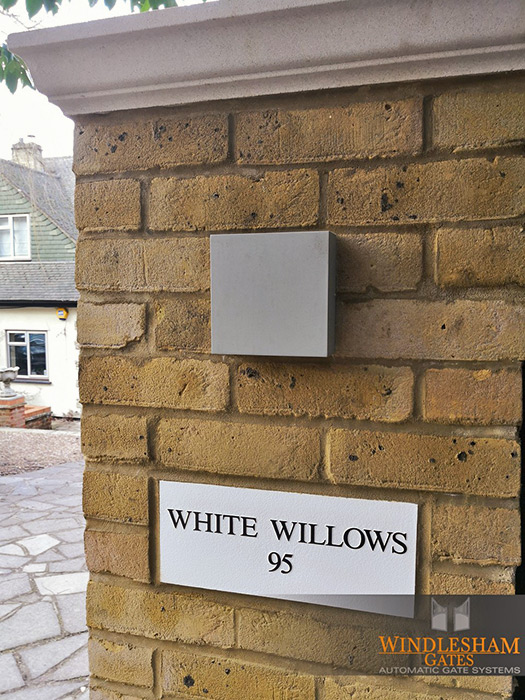 WHITE WILLOWS
95
WINDLESHAM
GATES
AUTOMATIC GATE SYSTEMS